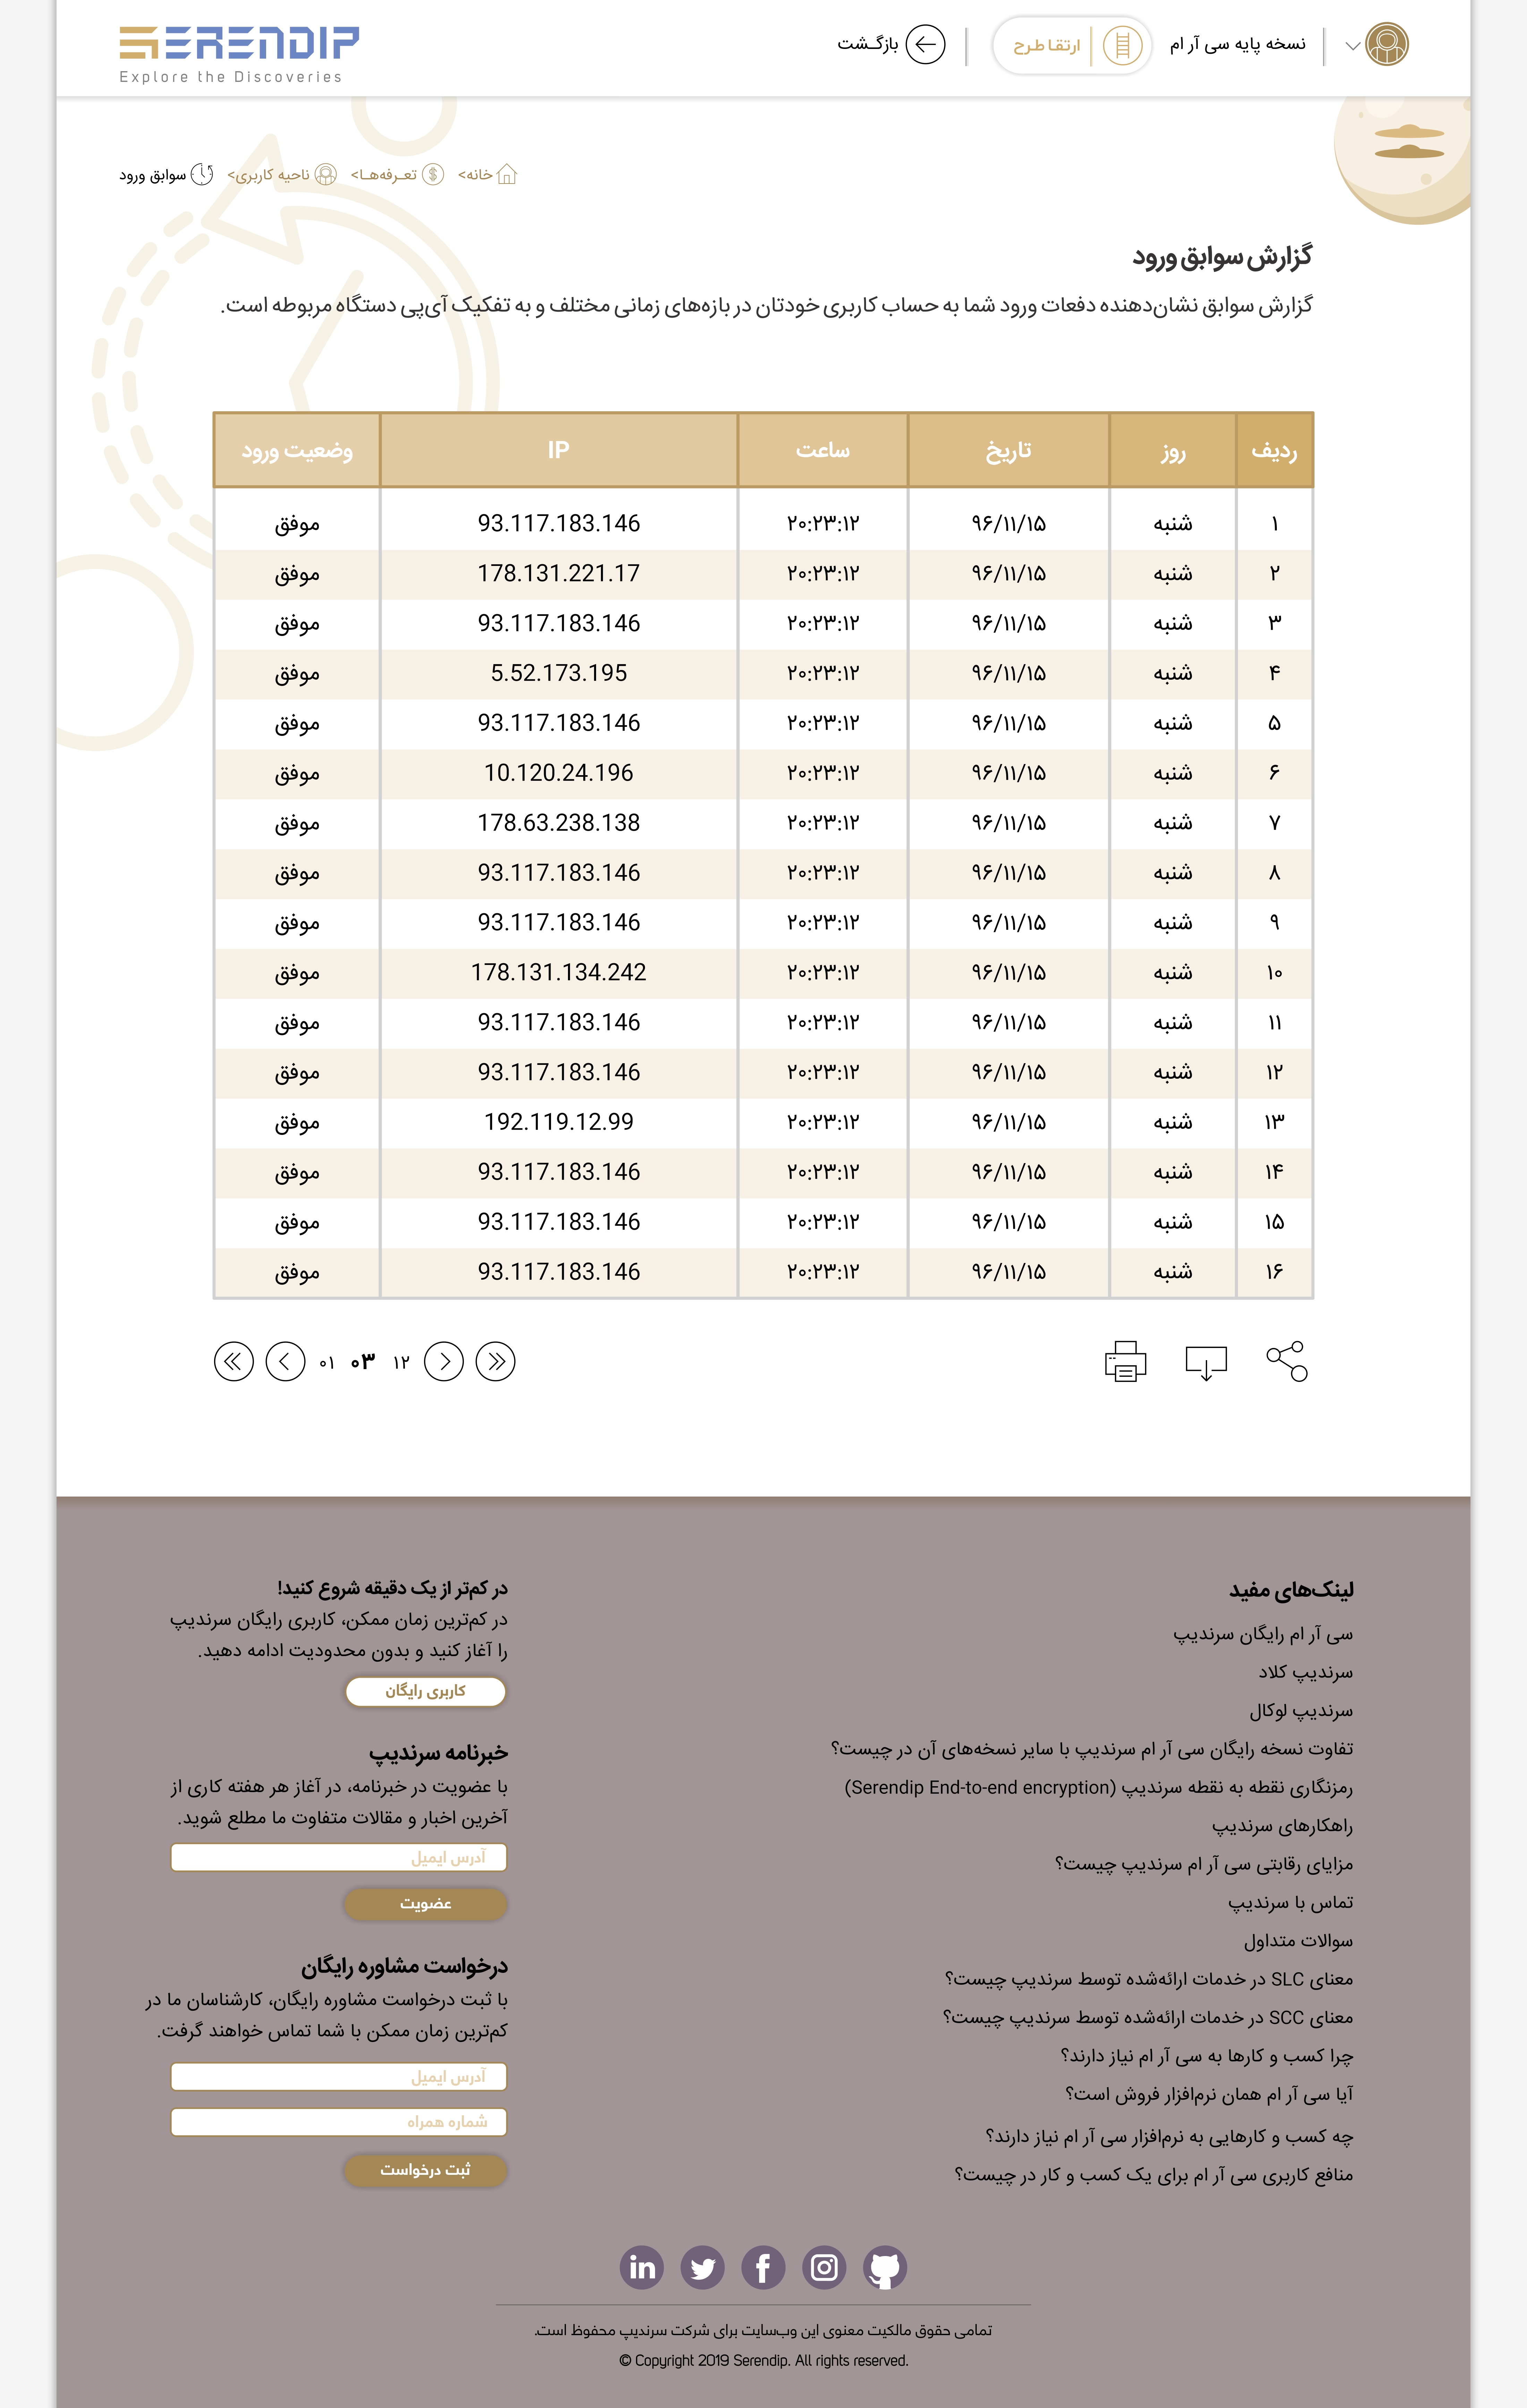 نسخه پایه سی آر ام
ارتقا طرح
بازگـشت
SERENDIP
Explore the Discoveries
خانه>
تعـرفه‌هـا>
ناحیه کاربری>
سوابق ورود
گزارش سوابق ورود
گزارش سوابق نشان‌دهنده دفعات ورود شما به حساب کاربری خودتان در بازه‌های زمانی مختلف و به تفکیک آی‌پی دستگاه مربوطه است.
ردیف روز تاریخ ساعت IP وضعیت ورود
۱ شنبه ۹۶/۱۱/۱۵ ۲۰:۲۳:۱۲ 93.117.183.146 موفق
۲ شنبه ۹۶/۱۱/۱۵ ۲۰:۲۳:۱۲ 178.131.221.17 موفق
۳ شنبه ۹۶/۱۱/۱۵ ۲۰:۲۳:۱۲ 93.117.183.146 موفق
۴ شنبه ۹۶/۱۱/۱۵ ۲۰:۲۳:۱۲ 5.52.173.195 موفق
۵ شنبه ۹۶/۱۱/۱۵ ۲۰:۲۳:۱۲ 93.117.183.146 موفق
۶ شنبه ۹۶/۱۱/۱۵ ۲۰:۲۳:۱۲ 10.120.24.196 موفق
۷ شنبه ۹۶/۱۱/۱۵ ۲۰:۲۳:۱۲ 178.63.238.138 موفق
۸ شنبه ۹۶/۱۱/۱۵ ۲۰:۲۳:۱۲ 93.117.183.146 موفق
۹ شنبه ۹۶/۱۱/۱۵ ۲۰:۲۳:۱۲ 93.117.183.146 موفق
۱۰ شنبه ۹۶/۱۱/۱۵ ۲۰:۲۳:۱۲ 178.131.134.242 موفق
۱۱ شنبه ۹۶/۱۱/۱۵ ۲۰:۲۳:۱۲ 93.117.183.146 موفق
۱۲ شنبه ۹۶/۱۱/۱۵ ۲۰:۲۳:۱۲ 93.117.183.146 موفق
۱۳ شنبه ۹۶/۱۱/۱۵ ۲۰:۲۳:۱۲ 192.119.12.99 موفق
۱۴ شنبه ۹۶/۱۱/۱۵ ۲۰:۲۳:۱۲ 93.117.183.146 موفق
۱۵ شنبه ۹۶/۱۱/۱۵ ۲۰:۲۳:۱۲ 93.117.183.146 موفق
۱۶ شنبه ۹۶/۱۱/۱۵ ۲۰:۲۳:۱۲ 93.117.183.146 موفق
۰۱ ۰۳ ۱۲
لینک‌های مفید
سی آر ام رایگان سرندیپ
سرندیپ کلاد
سرندیپ لوکال
تفاوت نسخه رایگان سی آر ام سرندیپ با سایر نسخه‌های آن در چیست؟
رمزنگاری نقطه به نقطه سرندیپ (Serendip End-to-end encryption)
راهکارهای سرندیپ
مزایای رقابتی سی آر ام سرندیپ چیست؟
تماس با سرندیپ
سوالات متداول
معنای SLC در خدمات ارائه‌شده توسط سرندیپ چیست؟
معنای SCC در خدمات ارائه‌شده توسط سرندیپ چیست؟
چرا کسب و کارها به سی آر ام نیاز دارند؟
آیا سی آر ام همان نرم‌افزار فروش است؟
چه کسب و کارهایی به نرم‌افزار سی آر ام نیاز دارند؟
منافع کاربری سی آر ام برای یک کسب و کار در چیست؟
در کم‌تر از یک دقیقه شروع کنید!
در کم‌ترین زمان ممکن، کاربری رایگان سرندیپ
را آغاز کنید و بدون محدودیت ادامه دهید.
کاربری رایگان
خبرنامه سرندیپ
با عضویت در خبرنامه، در آغاز هر هفته کاری از
آخرین اخبار و مقالات متفاوت ما مطلع شوید.
آدرس ایمیل
عضویت
درخواست مشاوره رایگان
با ثبت درخواست مشاوره رایگان، کارشناسان ما در
کم‌ترین زمان ممکن با شما تماس خواهند گرفت.
آدرس ایمیل
شماره همراه
ثبت درخواست
تمامی حقوق مالکیت معنوی این وب‌سایت برای شرکت سرندیپ محفوظ است.
© Copyright 2019 Serendip. All rights reserved.